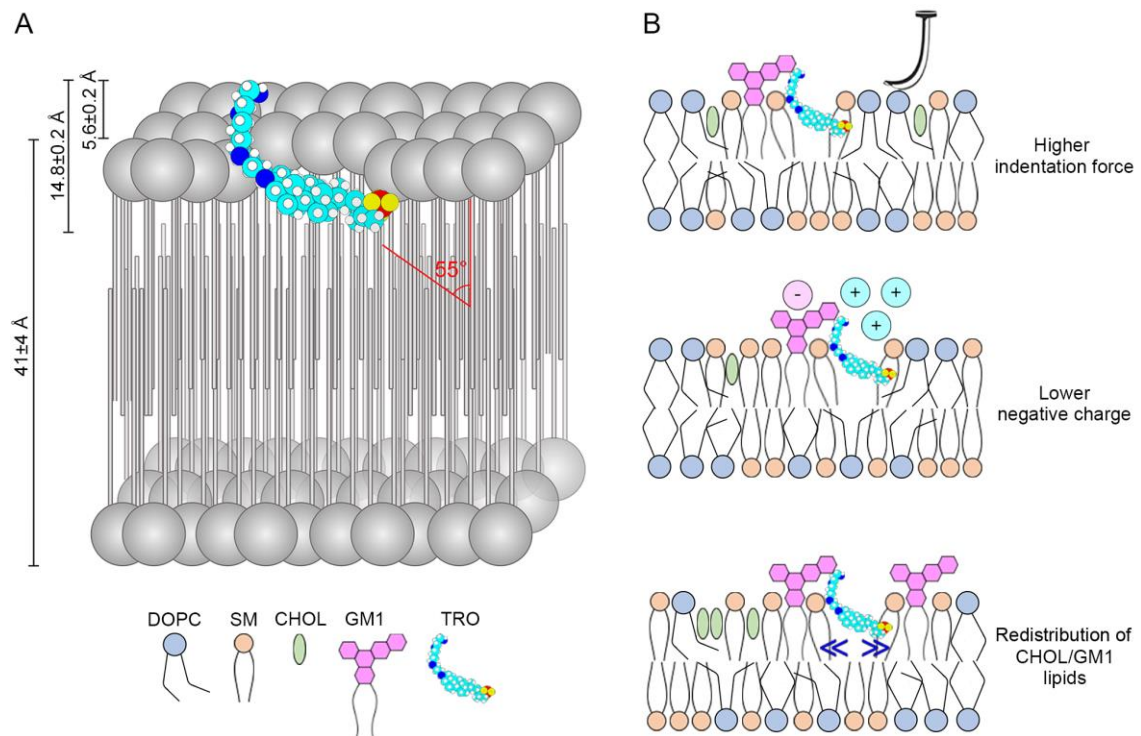 A
5.6±0.2 Å
14.8±0.2 Å
41±4 Å
55°
DOPC
SM
CHOL
GM1
TRO
B
Higher
indentation force
-
+
+
+
Lower
negative charge
Redistribution of
CHOL/GM1
lipids